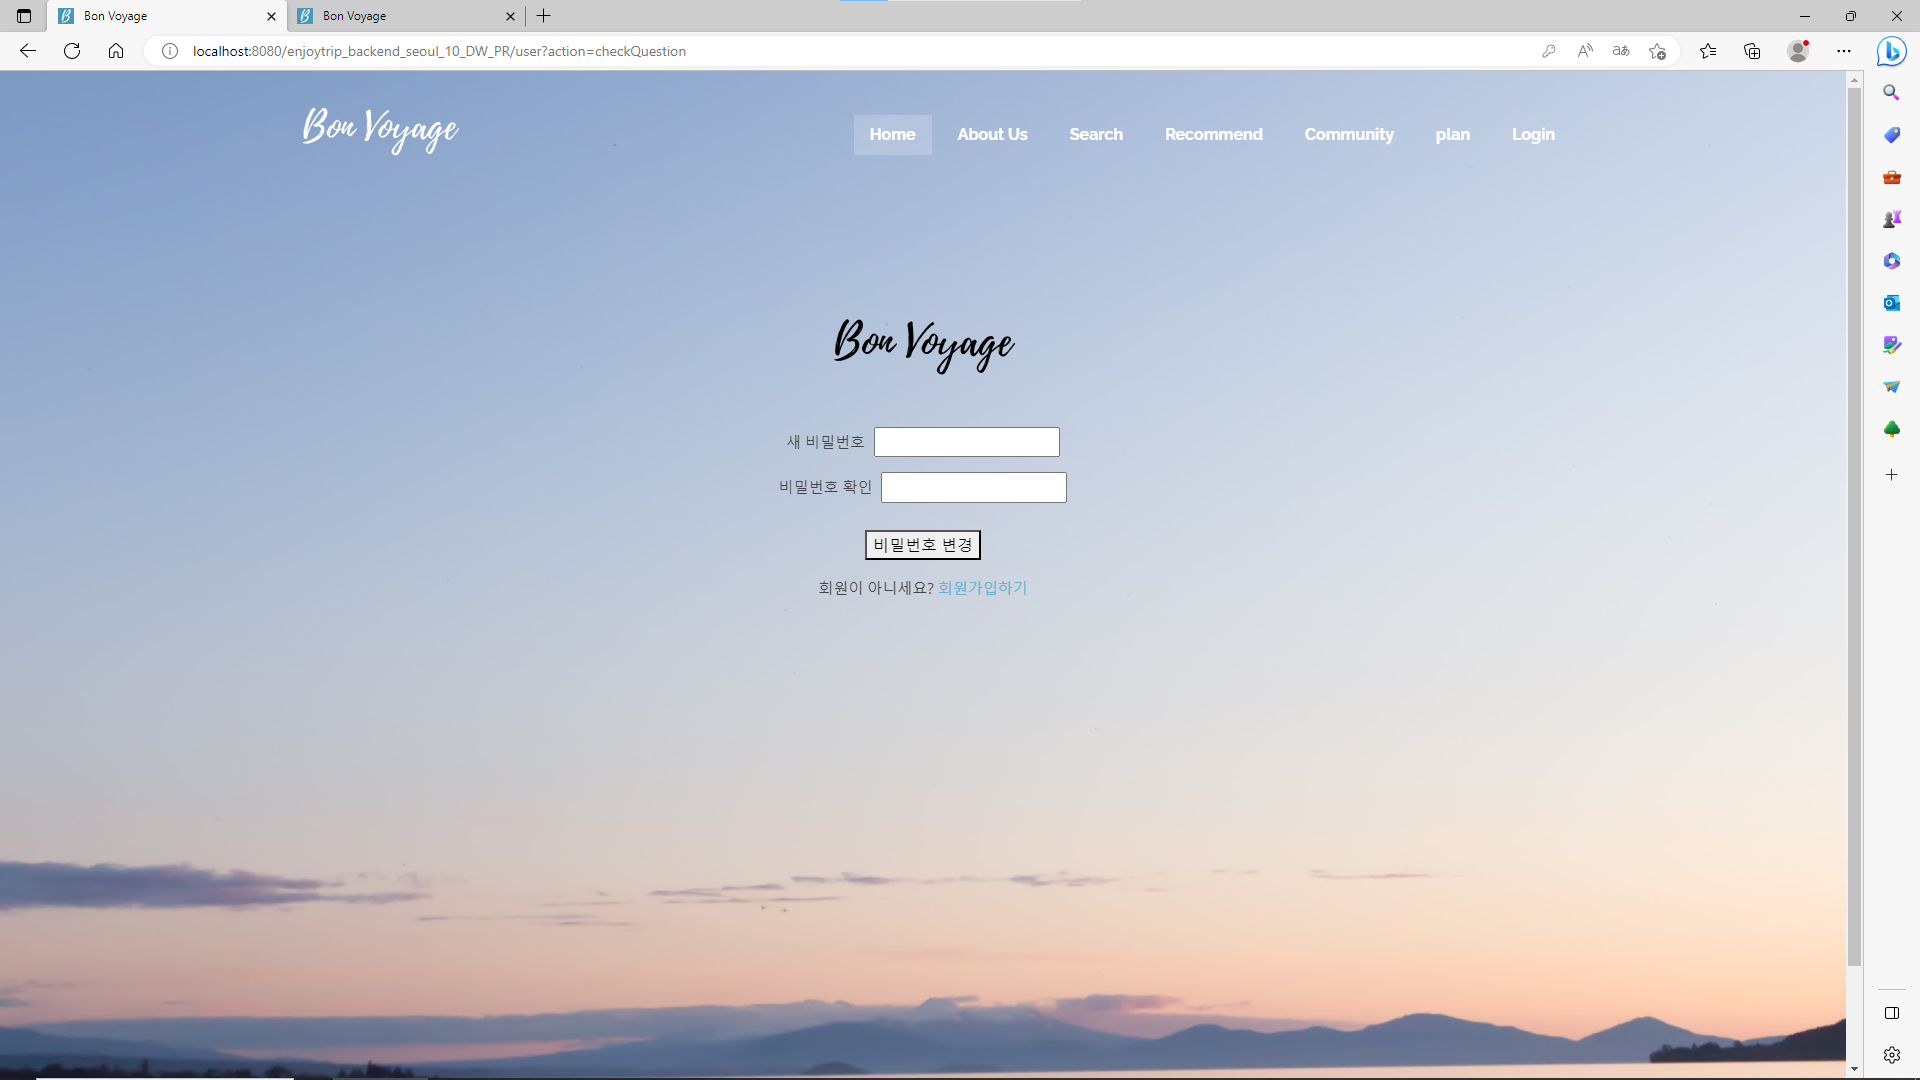 Bon Voyage
Bon Voyage
localhost:8080/enjoytrip_backend_seoul_10_DW_PR/user?action=checkQuestion
Bon Voyage
Home About Us Search Recommend Community plan Login
Bon Voyage
새 비밀번호
비밀번호 확인
비밀번호 변경
회원이 아니세요? 회원가입하기